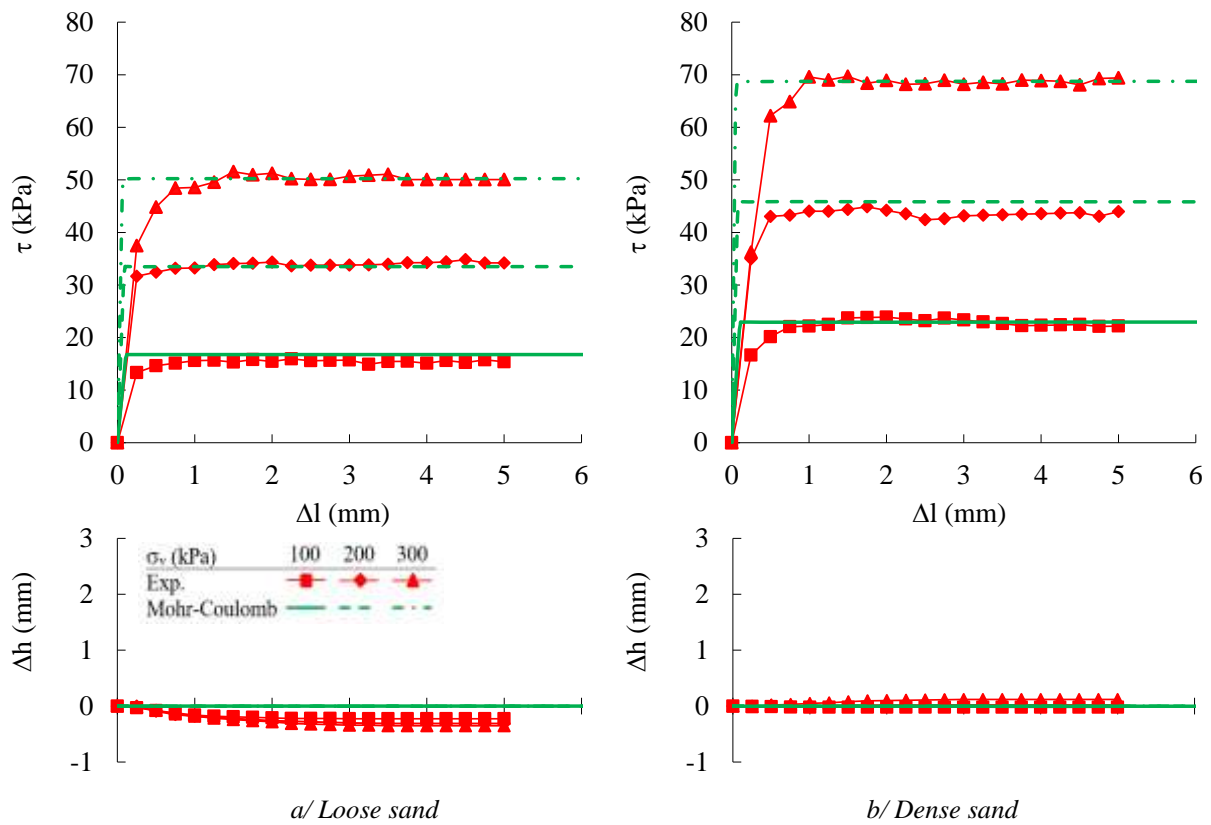 80
70
60
50
40
30
20
10
0
τ (kPa)
0 1 2 3 4 5 6
Δl (mm)
80
70
60
50
40
30
20
10
0
τ (kPa)
0 1 2 3 4 5 6
Δl (mm)
3
2
1
0
-1
Δh (mm)
σv (kPa) 100 200 300
Exp.
Mohr-Coulomb
3
2
1
0
-1
Δh (mm)
a/ Loose sand
b/ Dense sand